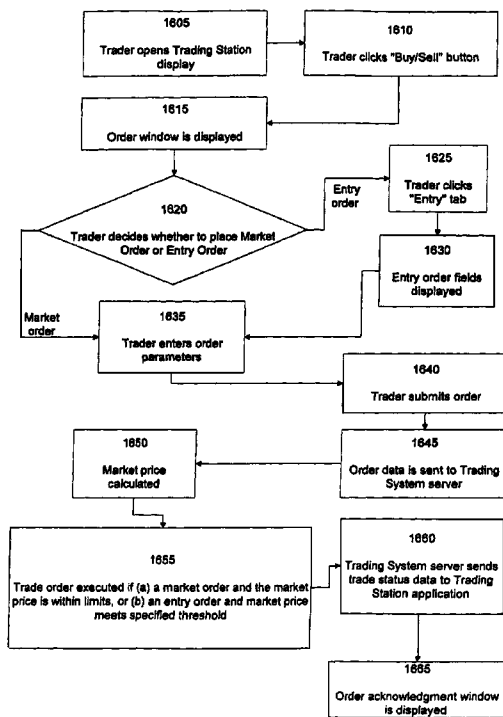 1605
Trader opens Trading Station
display
1610
Trader clicks "Buy/Sell" button
1615
Order window is displayed
1620
Trader decides whether to place Market
Order or Entry Order
Entry
order
1625
Trader clicks
"Entry" tab
1630
Entry order fields
displayed
Market
order
1635
Trader enters order
parameters
1640
Trader submits order
1645
Order data is sent to Trading
System server
1650
Market price
calculated
1655
Trade order executed if (a) a market order and the market
price is within limits, or (b) an entry order and market price
meets specified threshold
1660
Trading System server sends
trade status data to Trading
Station application
1665
Order acknowledgment window
is displayed